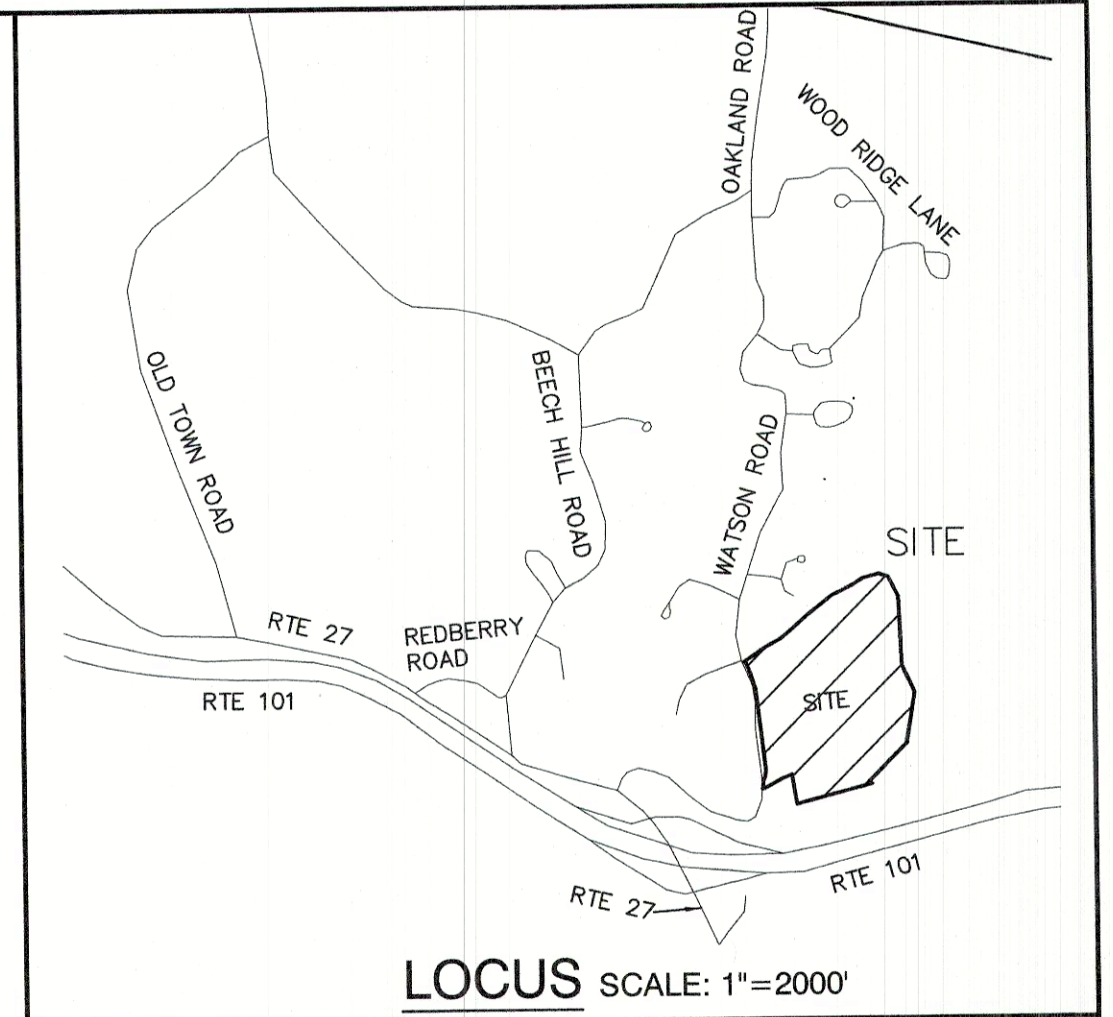 OAKLAND ROAD
WOOD RIDGE LANE
OLD TOWN ROAD
BEECH HILL ROAD
WATSON ROAD
SITE
RTE 27
REDBERRY
ROAD
RTE 101
SITE
RTE 27
RTE 101
LOCUS SCALE: 1"=2000'